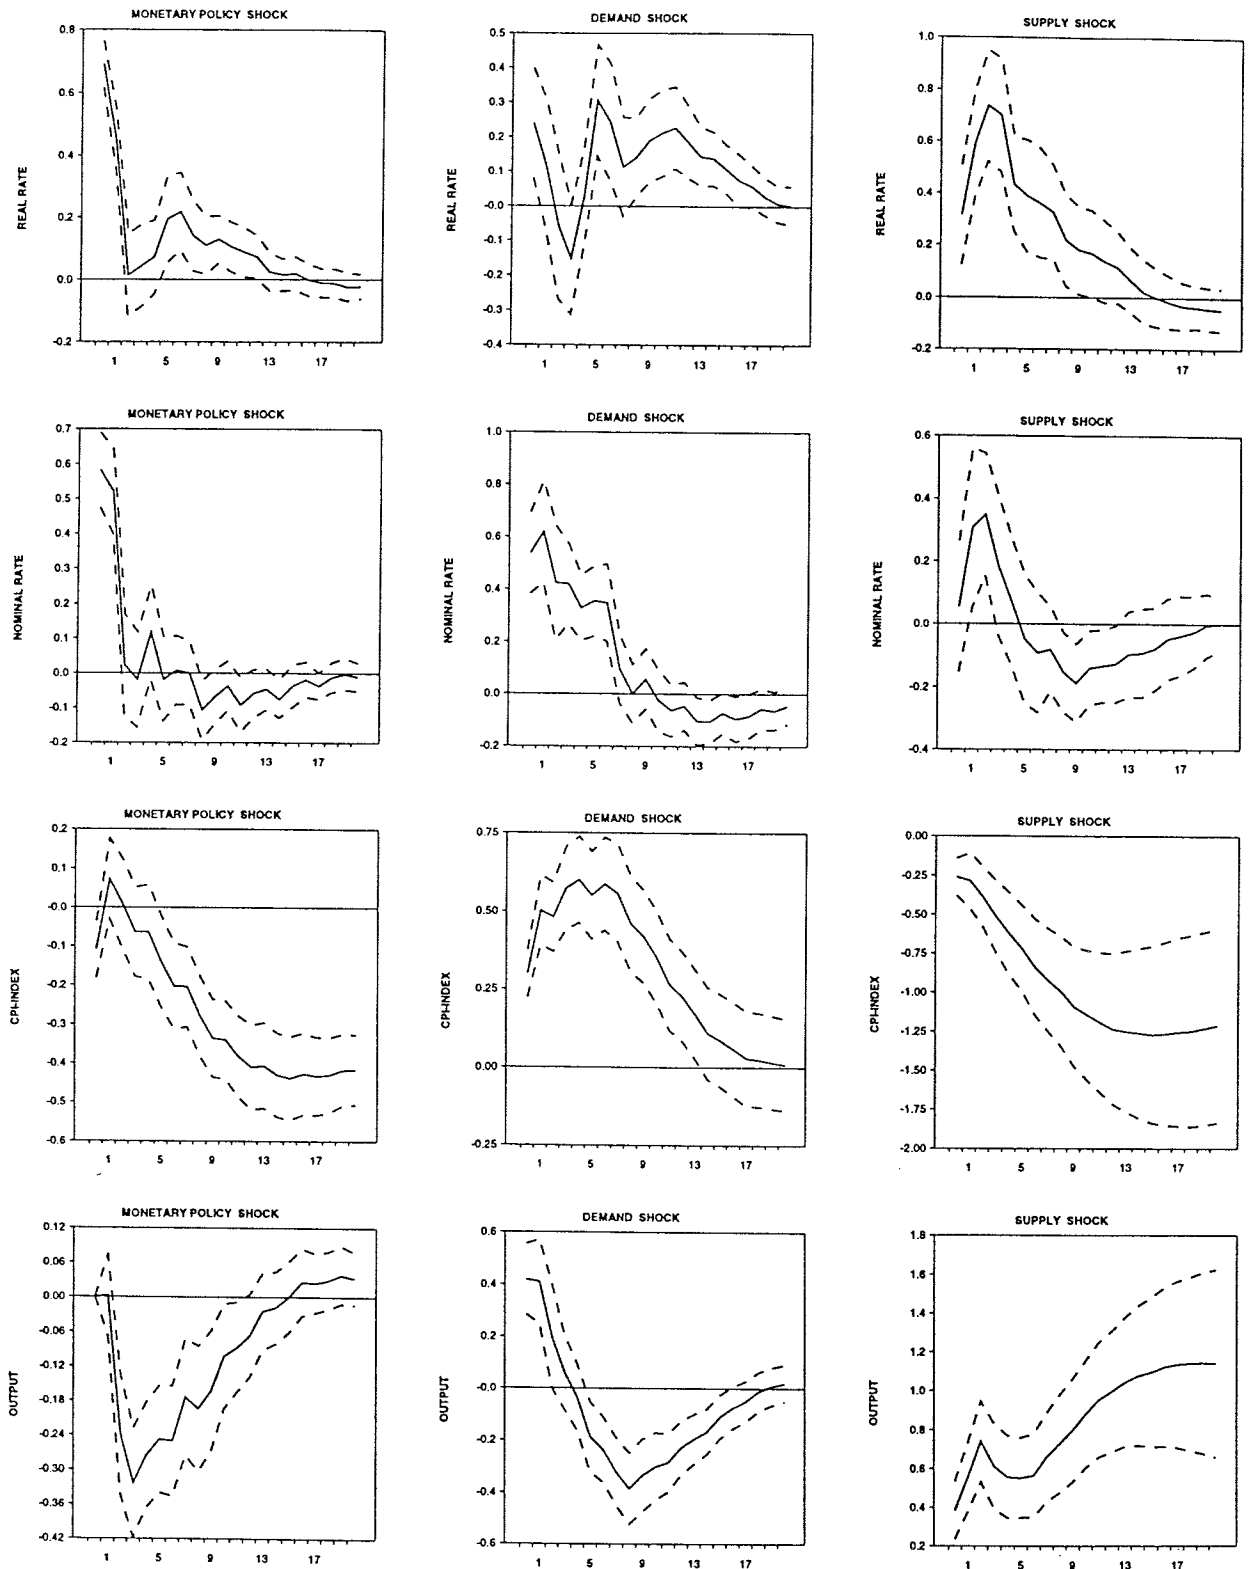 MONETARY POLICY SHOCK
DEMAND SHOCK
SUPPLY SHOCK
REAL RATE
0.8
0.6
0.4
0.2
0.0
-0.2
1 5 9 13 17
REAL RATE
0.5
0.4
0.3
0.2
0.1
-0.0
-0.1
-0.2
-0.3
-0.4
1 5 9 13 17
REAL RATE
1.0
0.8
0.6
0.4
0.2
0.0
-0.2
1 5 9 13 17
MONETARY POLICY SHOCK
DEMAND SHOCK
SUPPLY SHOCK
NOMINAL RATE
0.7
0.6
0.5
0.4
0.3
0.2
0.1
0.0
-0.1
-0.2
1 5 9 13 17
NOMINAL RATE
1.0
0.8
0.6
0.4
0.2
0.0
-0.2
1 5 9 13 17
NOMINAL RATE
0.6
0.4
0.2
0.0
-0.2
-0.4
1 5 9 13 17
MONETARY POLICY SHOCK
DEMAND SHOCK
SUPPLY SHOCK
CPI-INDEX
0.2
0.1
-0.0
-0.1
-0.2
-0.3
-0.4
-0.5
-0.6
1 5 9 13 17
CPI-INDEX
0.75
0.50
0.25
0.00
-0.25
1 5 9 13 17
CPI-INDEX
0.00
-0.25
-0.50
-0.75
-1.00
-1.25
-1.50
-1.75
-2.00
1 5 9 13 17
MONETARY POLICY SHOCK
DEMAND SHOCK
SUPPLY SHOCK
OUTPUT
0.12
0.06
0.00
-0.06
-0.12
-0.18
-0.24
-0.30
-0.36
-0.42
1 5 9 13 17
OUTPUT
0.6
0.4
0.2
-0.0
-0.2
-0.4
-0.6
1 5 9 13 17
OUTPUT
1.8
1.6
1.4
1.2
1.0
0.8
0.6
0.4
0.2
1 5 9 13 17